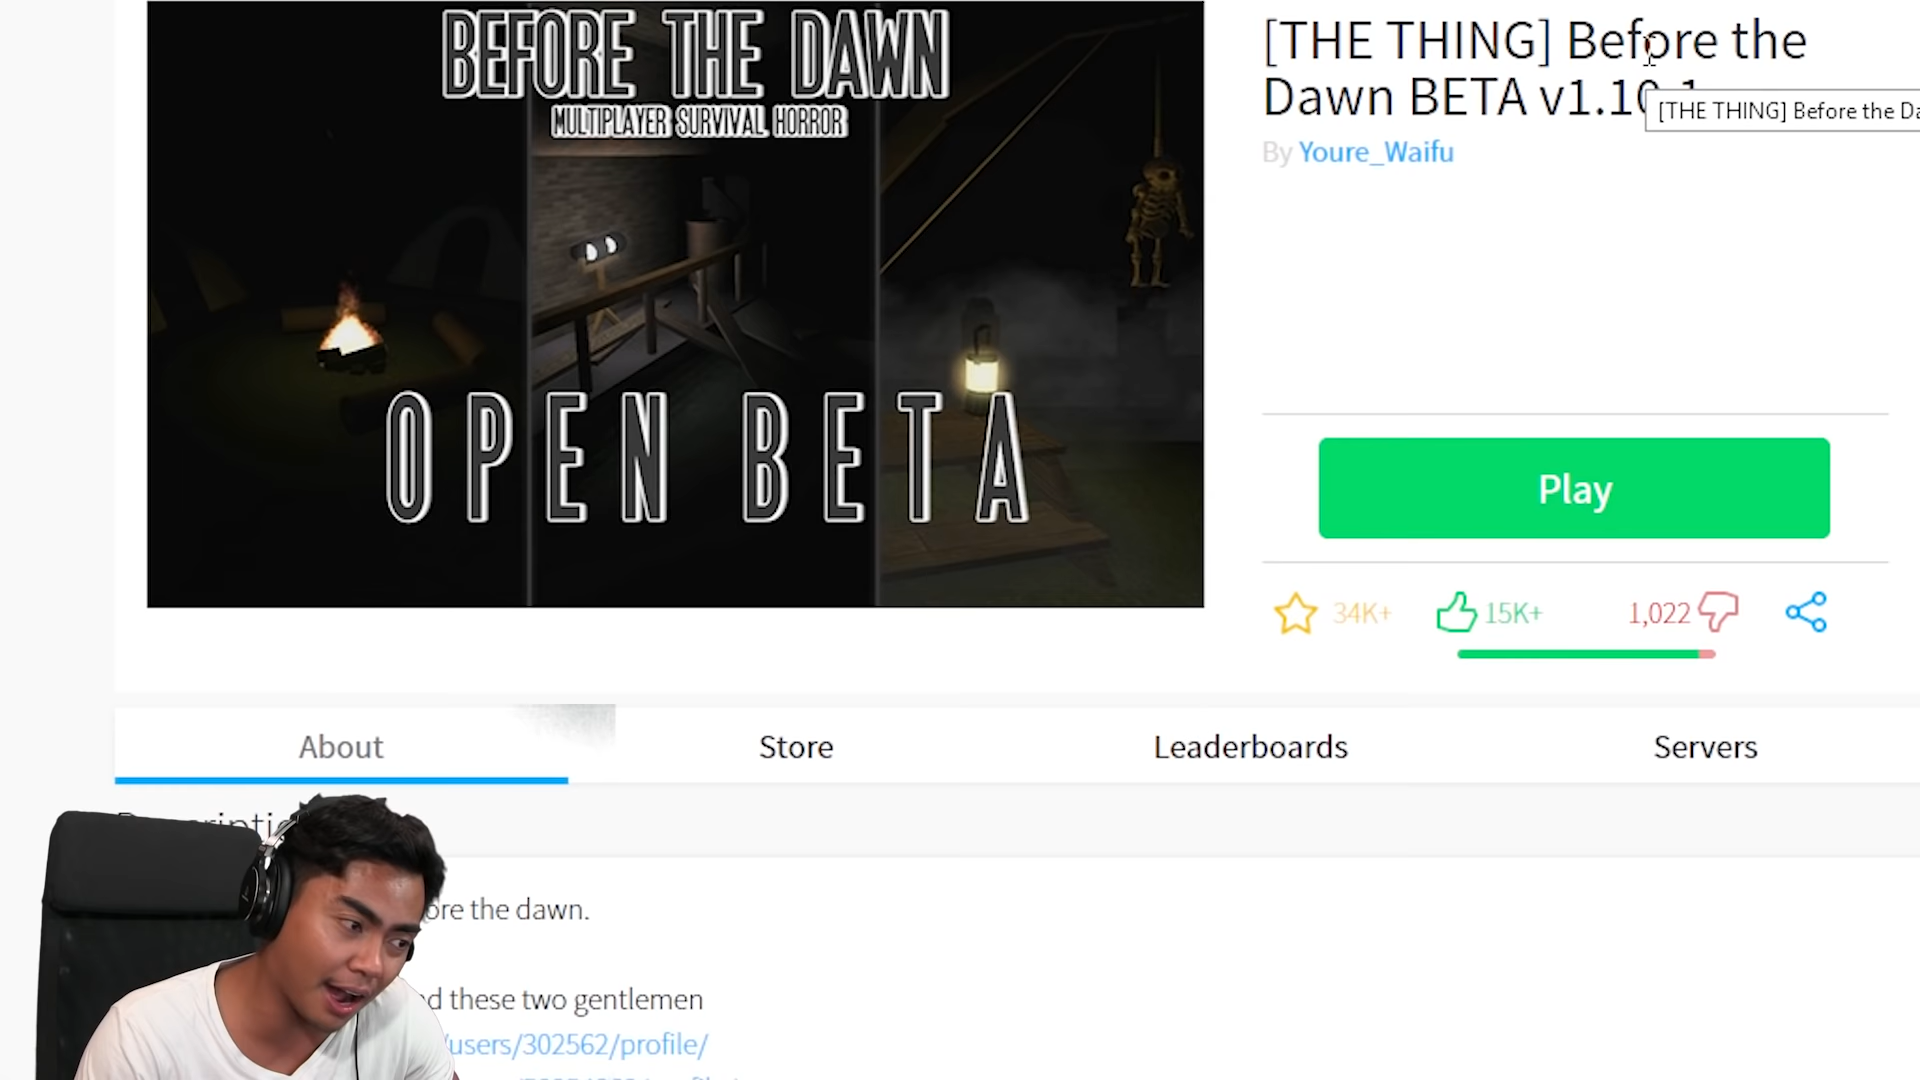 BEFORE THE DAWN
MULTIPLAYER SURVIVAL HORROR
OPEN BETA
[THE THING] Before the
Dawn BETA v1.10.1
[THE THING] Before the
By Youre_Waifu
Play
34K+ 15K+ 1,022
About Store Leaderboards Servers
the dawn.
these two gentlemen
/users/302562/profile/